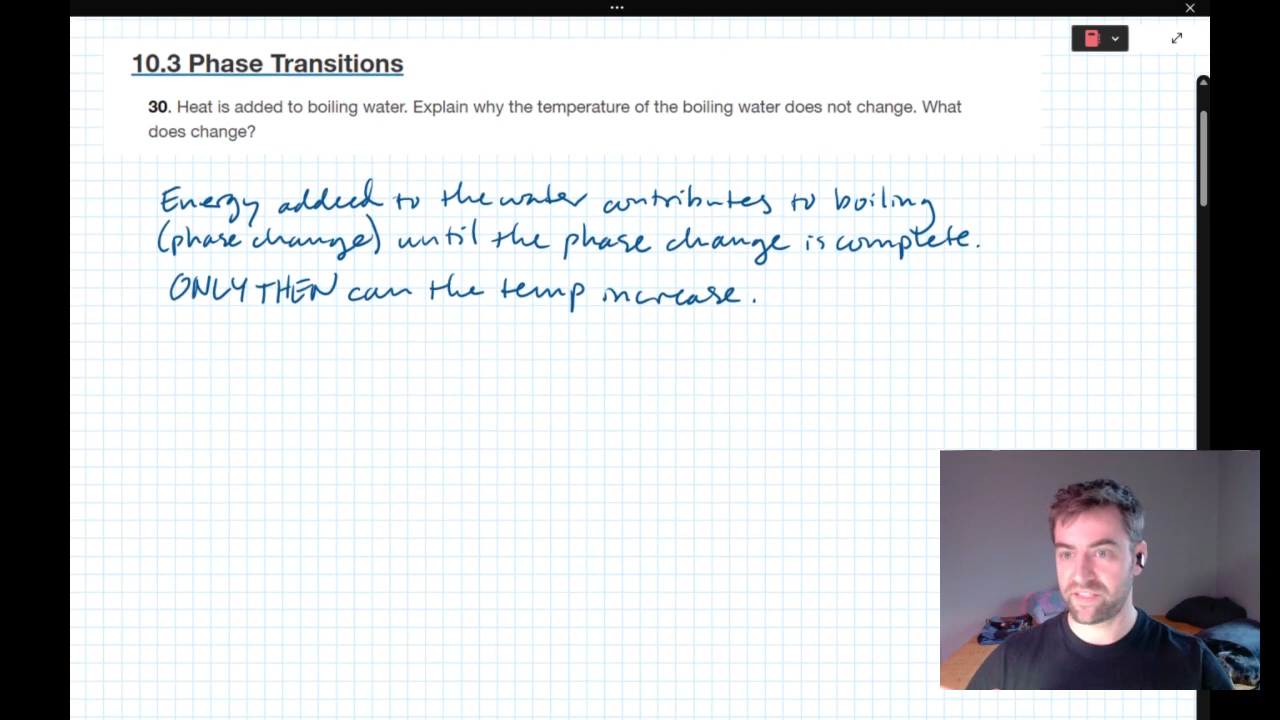 10.3 Phase Transitions
30. Heat is added to boiling water. Explain why the temperature of the boiling water does not change. What
does change?
Energy added to the water contributes to boiling
(phase change) until the phase change is complete.
ONLY THEN can the temp increase.